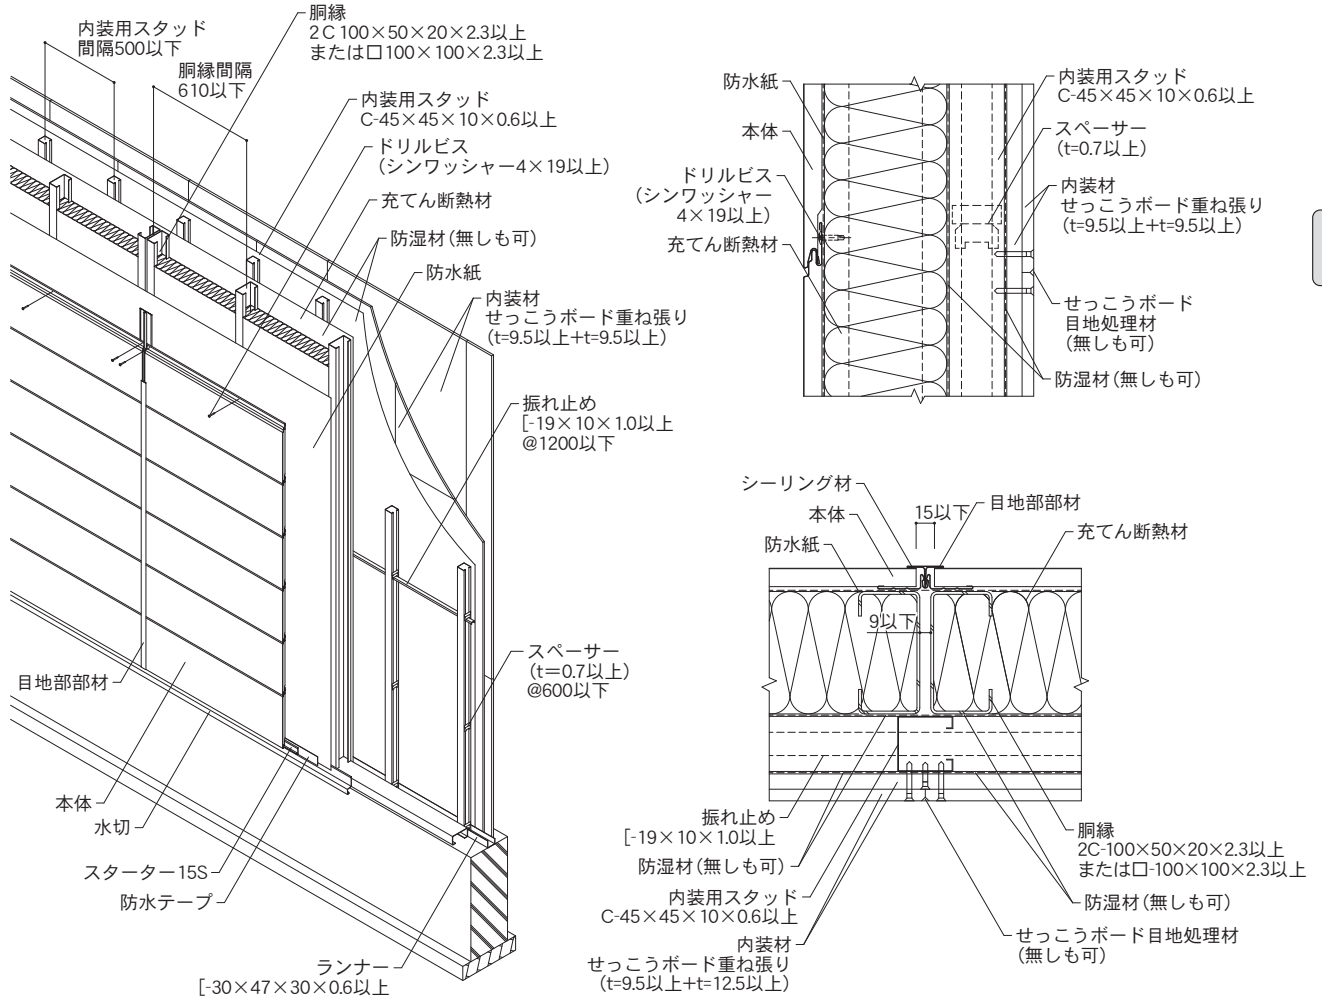 胴縁
2C 100×50×20×2.3以上
または□100×100×2.3以上
内装用スタッド
間隔500以下
胴縁間隔
610以下
内装用スタッド
C-45×45×10×0.6以上
ドリルビス
(シンワッシャー4×19以上)
充てん断熱材
防湿材(無しも可)
防水紙
内装材
せっこうボード重ね張り
(t=9.5以上+t=9.5以上)
振れ止め
[-19×10×1.0以上
@1200以下
スペーサー
(t=0.7以上)
@600以下
目地部部材
本体
水切
スターター15S
防水テープ
ランナー
[-30×47×30×0.6以上
防水紙
本体
ドリルビス
(シンワッシャー
4×19以上)
充てん断熱材
内装用スタッド
C-45×45×10×0.6以上
スペーサー
(t=0.7以上)
内装材
せっこうボード重ね張り
(t=9.5以上+t=9.5以上)
せっこうボード
目地処理材
(無しも可)
防湿材(無しも可)
シーリング材
本体
防水紙
15以下
目地部部材
充てん断熱材
9以下
振れ止め
[-19×10×1.0以上
防湿材(無しも可)
内装用スタッド
C-45×45×10×0.6以上
内装材
せっこうボード重ね張り
(t=9.5以上+t=12.5以上)
胴縁
2C-100×50×20×2.3以上
または□-100×100×2.3以上
防湿材(無しも可)
せっこうボード目地処理材
(無しも可)